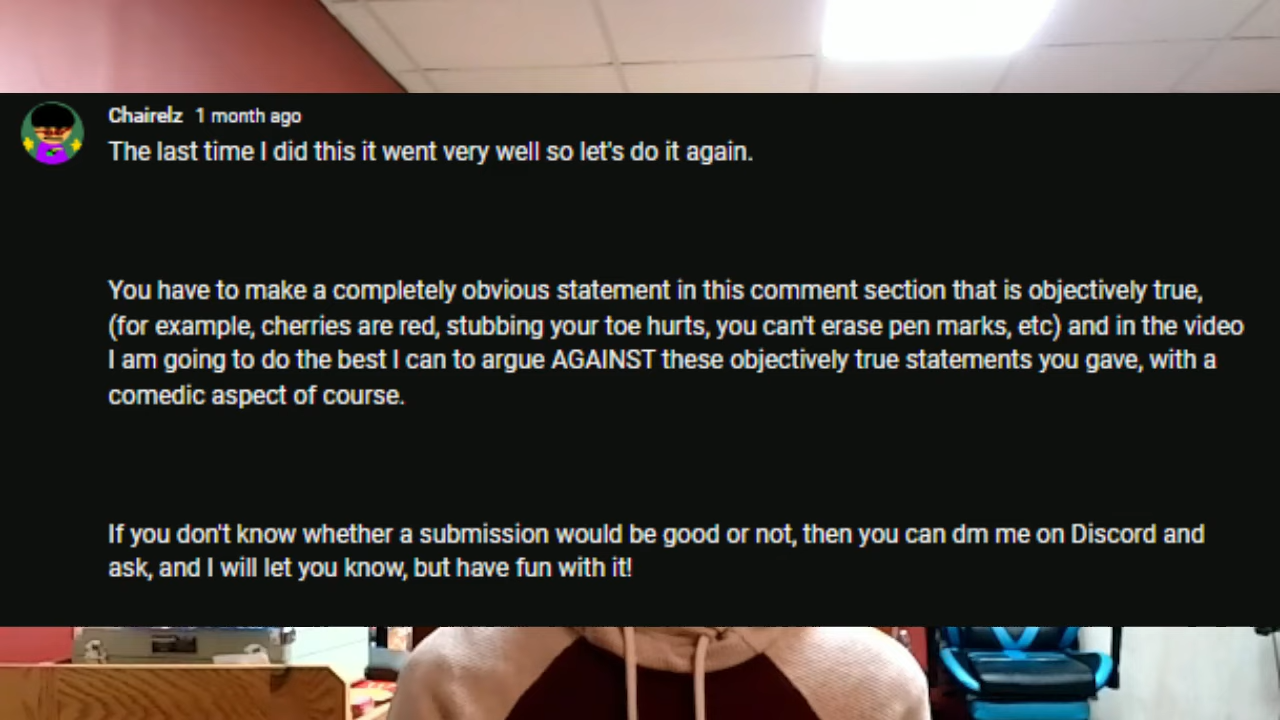 Chairelz 1 month ago
The last time I did this it went very well so let's do it again.
You have to make a completely obvious statement in this comment section that is objectively true,
(for example, cherries are red, stubbing your toe hurts, you can't erase pen marks, etc) and in the video
I am going to do the best I can to argue AGAINST these objectively true statements you gave, with a
comedic aspect of course.
If you don't know whether a submission would be good or not, then you can dm me on Discord and
ask, and I will let you know, but have fun with it!